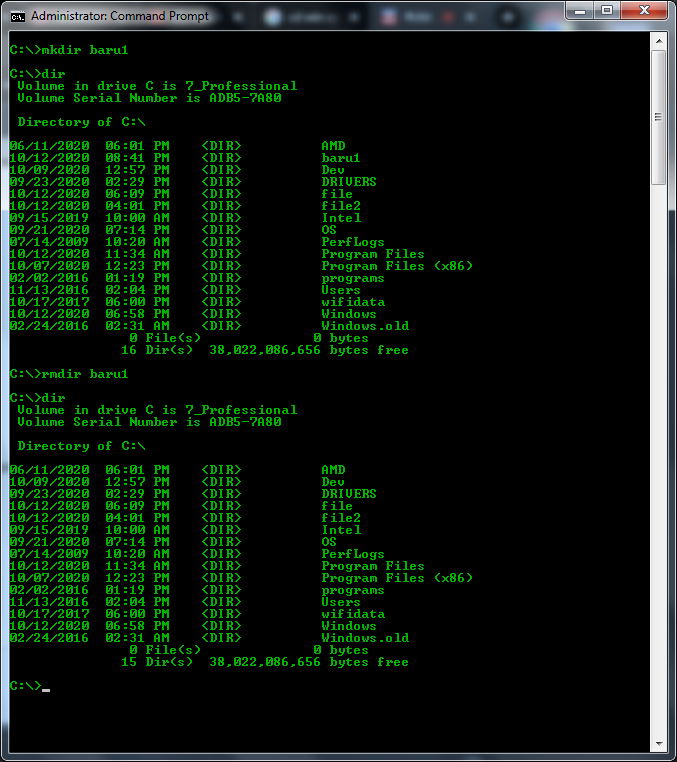 Administrator: Command Prompt
C:\>mkdir baru1
C:\>dir
Volume in drive C is 7_Professional
Volume Serial Number is ADB5-7A80
Directory of C:\
06/11/2020  06:01 PM    <DIR>          AMD
10/12/2020  08:41 PM    <DIR>          baru1
10/09/2020  12:57 PM    <DIR>          Dev
09/23/2020  02:29 PM    <DIR>          DRIVERS
10/12/2020  06:09 PM    <DIR>          file
10/12/2020  04:01 PM    <DIR>          file2
09/15/2019  10:00 AM    <DIR>          Intel
09/21/2020  07:14 PM    <DIR>          OS
07/14/2009  10:20 AM    <DIR>          PerfLogs
10/12/2020  11:34 AM    <DIR>          Program Files
10/07/2020  12:23 PM    <DIR>          Program Files (x86)
02/02/2016  01:19 PM    <DIR>          programs
11/13/2016  02:04 PM    <DIR>          Users
10/17/2017  06:00 PM    <DIR>          wifidata
10/12/2020  06:58 PM    <DIR>          Windows
02/24/2016  02:31 AM    <DIR>          Windows.old
0 File(s)              0 bytes
16 Dir(s)  38,022,086,656 bytes free
C:\>rmdir baru1
C:\>dir
Volume in drive C is 7_Professional
Volume Serial Number is ADB5-7A80
Directory of C:\
06/11/2020  06:01 PM    <DIR>          AMD
10/09/2020  12:57 PM    <DIR>          Dev
09/23/2020  02:29 PM    <DIR>          DRIVERS
10/12/2020  06:09 PM    <DIR>          file
10/12/2020  04:01 PM    <DIR>          file2
09/15/2019  10:00 AM    <DIR>          Intel
09/21/2020  07:14 PM    <DIR>          OS
07/14/2009  10:20 AM    <DIR>          PerfLogs
10/12/2020  11:34 AM    <DIR>          Program Files
10/07/2020  12:23 PM    <DIR>          Program Files (x86)
02/02/2016  01:19 PM    <DIR>          programs
11/13/2016  02:04 PM    <DIR>          Users
10/17/2017  06:00 PM    <DIR>          wifidata
10/12/2020  06:58 PM    <DIR>          Windows
02/24/2016  02:31 AM    <DIR>          Windows.old
0 File(s)              0 bytes
15 Dir(s)  38,022,086,656 bytes free
C:\>